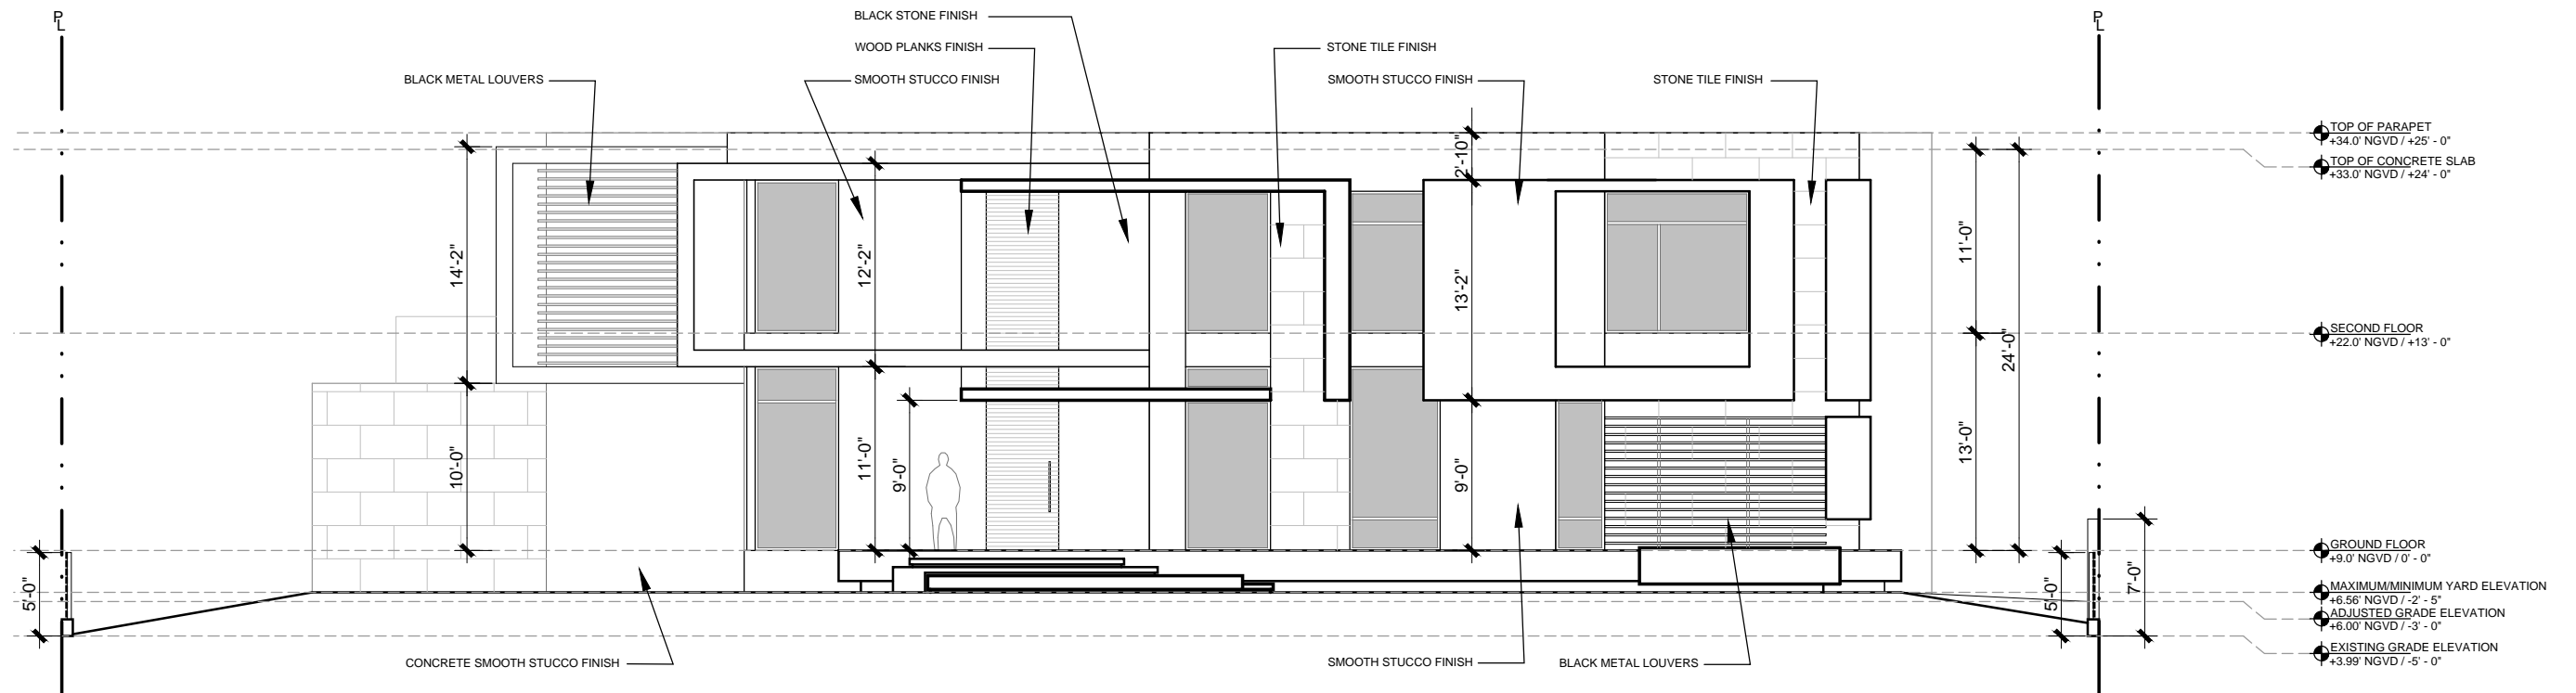 PL
PL
BLACK STONE FINISH
WOOD PLANKS FINISH
STONE TILE FINISH
BLACK METAL LOUVERS
SMOOTH STUCCO FINISH
SMOOTH STUCCO FINISH
STONE TILE FINISH
TOP OF PARAPET
+34.0' NGVD / +25' - 0"
TOP OF CONCRETE SLAB
+33.0' NGVD / +24' - 0"
2'-10"
14'-2"
12'-2"
13'-2"
11'-0"
SECOND FLOOR
+22.0' NGVD / +13' - 0"
24'-0"
10'-0"
11'-0"
9'-0"
9'-0"
13'-0"
GROUND FLOOR
+9.0' NGVD / 0' - 0"
5'-0"
5'-0"
7'-0"
MAXIMUM/MINIMUM YARD ELEVATION
+6.56' NGVD / -2' - 5"
ADJUSTED GRADE ELEVATION
+6.00' NGVD / -3' - 0"
EXISTING GRADE ELEVATION
+3.99' NGVD / -5' - 0"
CONCRETE SMOOTH STUCCO FINISH
SMOOTH STUCCO FINISH
BLACK METAL LOUVERS